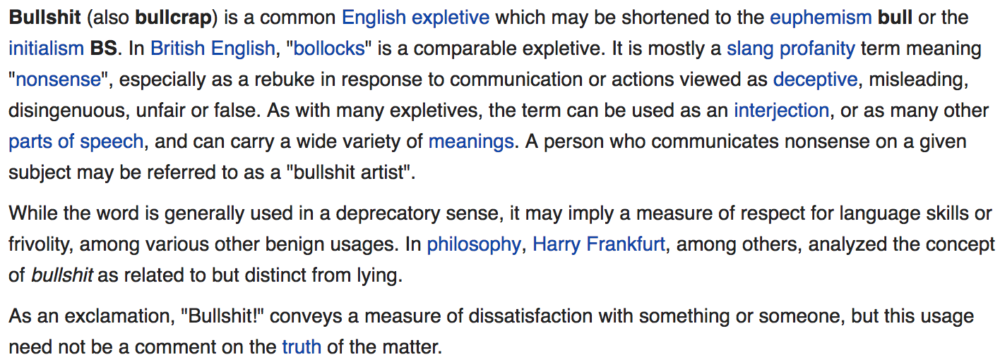 Bullshit (also bullcrap) is a common English expletive which may be shortened to the euphemism bull or the
initialism BS. In British English, "bollocks" is a comparable expletive. It is mostly a slang profanity term meaning
"nonsense", especially as a rebuke in response to communication or actions viewed as deceptive, misleading,
disingenuous, unfair or false. As with many expletives, the term can be used as an interjection, or as many other
parts of speech, and can carry a wide variety of meanings. A person who communicates nonsense on a given
subject may be referred to as a "bullshit artist".
While the word is generally used in a deprecatory sense, it may imply a measure of respect for language skills or
frivolity, among various other benign usages. In philosophy, Harry Frankfurt, among others, analyzed the concept
of bullshit as related to but distinct from lying.
As an exclamation, "Bullshit!" conveys a measure of dissatisfaction with something or someone, but this usage
need not be a comment on the truth of the matter.